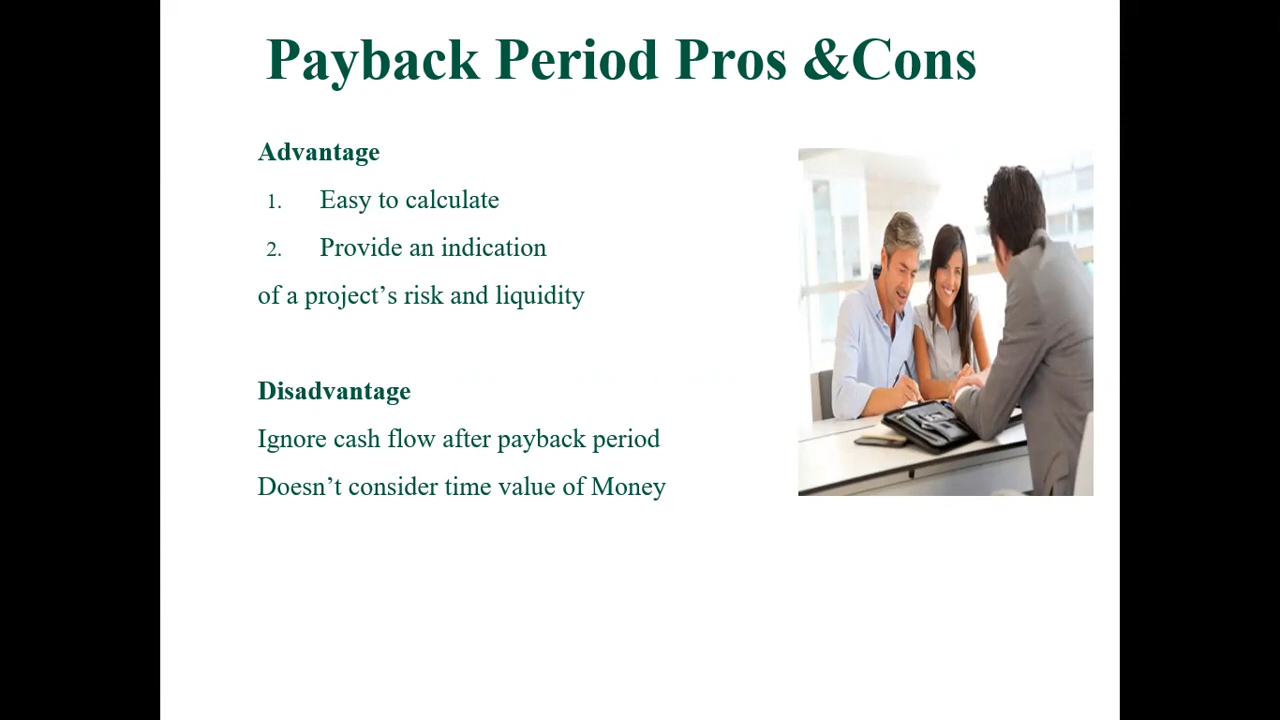 Payback Period Pros &Cons
Advantage
1. Easy to calculate
2. Provide an indication
of a project’s risk and liquidity
Disadvantage
Ignore cash flow after payback period
Doesn’t consider time value of Money